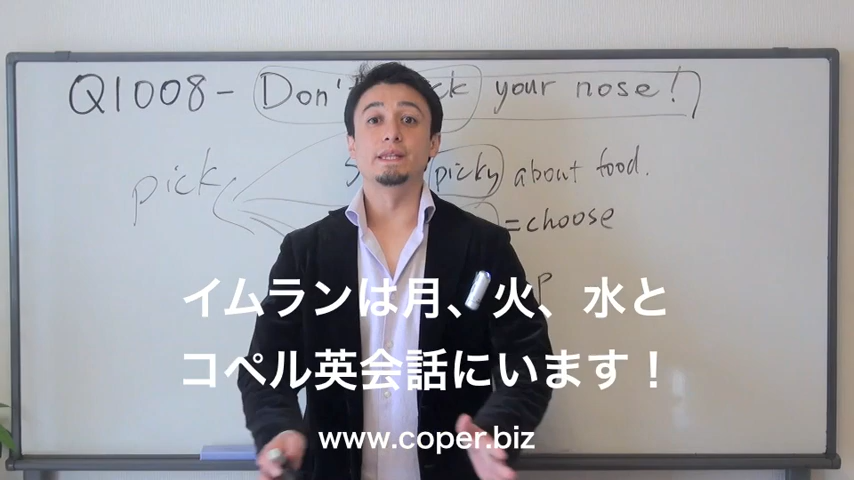 Q1008- Don't pick your nose!
pick
picky about food.
=choose
イムランは月、火、水と
コペル英会話にいます！
www.coper.biz